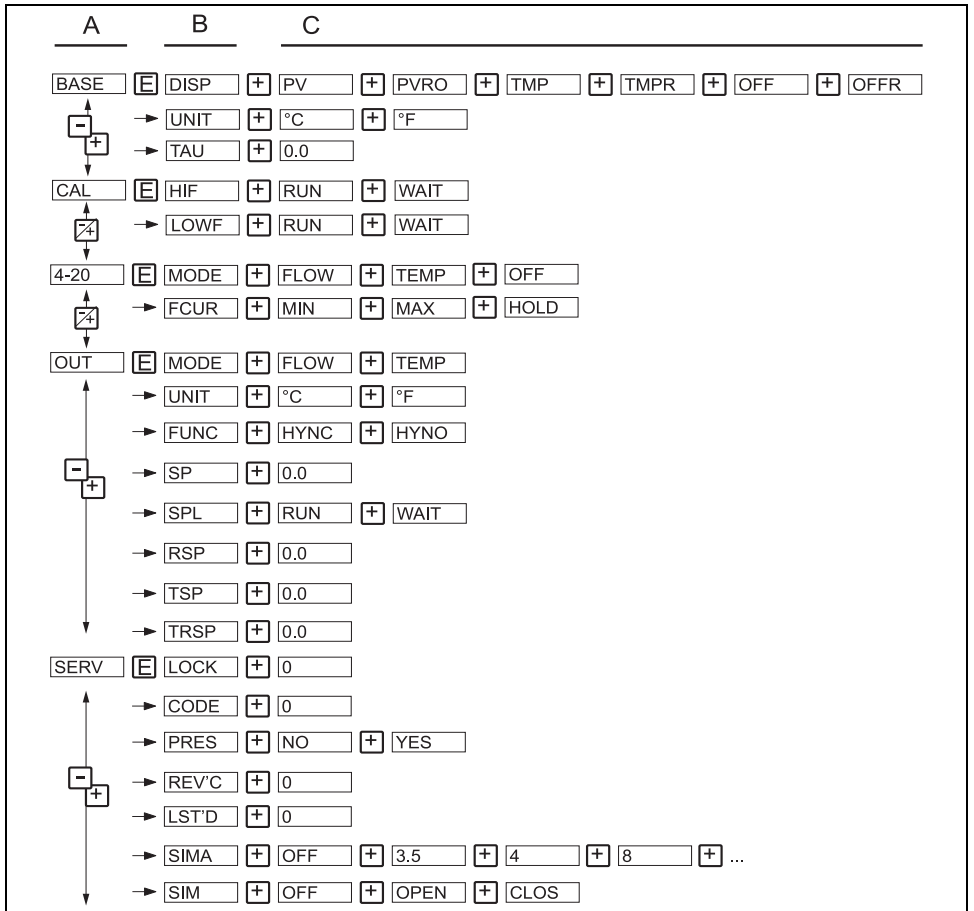 A B C
BASE E DISP + PV + PVRO + TMP + TMPR + OFF + OFFR
- + UNIT + °C + °F
TAU + 0.0
CAL E HIF + RUN + WAIT
-/+ LOWF + RUN + WAIT
4-20 E MODE + FLOW + TEMP + OFF
-/+ FCUR + MIN + MAX + HOLD
OUT E MODE + FLOW + TEMP
UNIT + °C + °F
FUNC + HYNC + HYNO
- + SP + 0.0
SPL + RUN + WAIT
RSP + 0.0
TSP + 0.0
TRSP + 0.0
SERV E LOCK + 0
CODE + 0
PRES + NO + YES
- + REV'C + 0
LST'D + 0
SIMA + OFF + 3.5 + 4 + 8 + ...
SIM + OFF + OPEN + CLOS